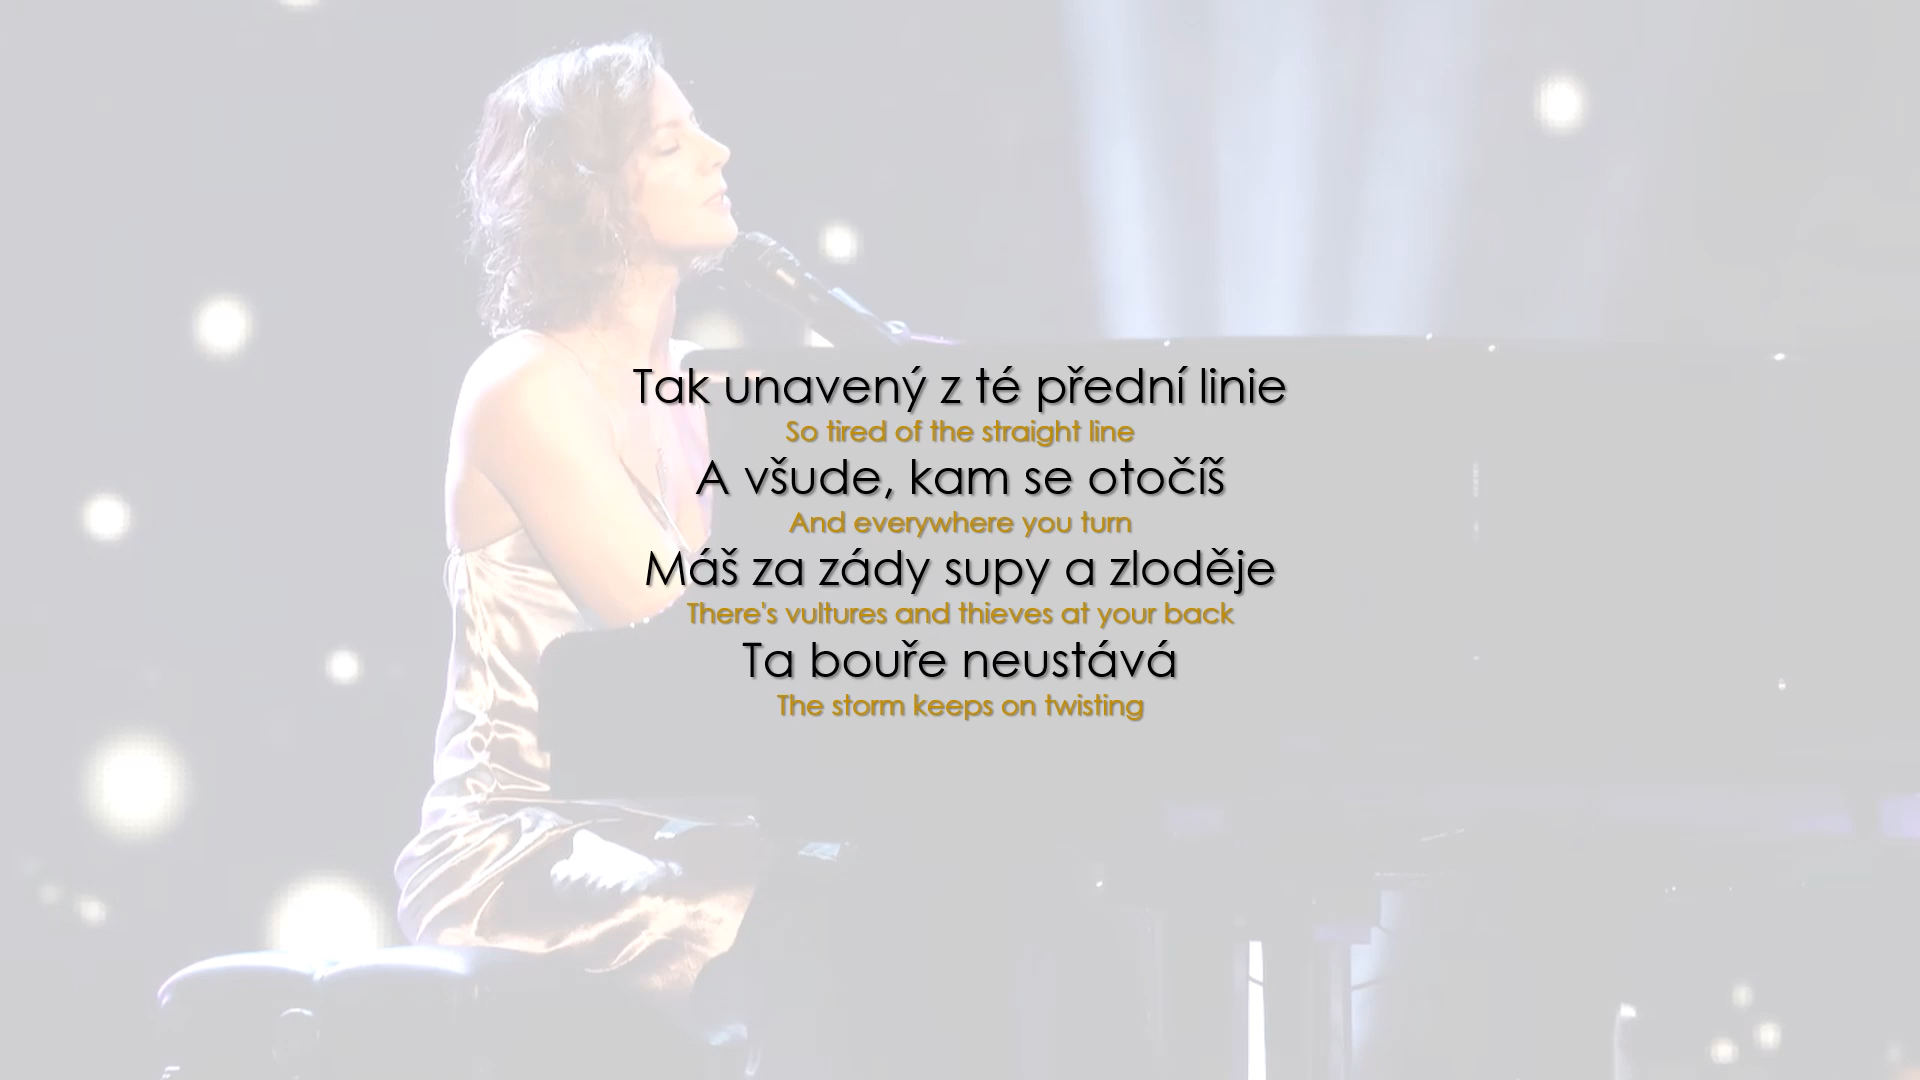 Tak unavený z té přední linie
So tired of the straight line
A všude, kam se otočíš
And everywhere you turn
Máš za zády supy a zloděje
There's vultures and thieves at your back
Ta bouře neustává
The storm keeps on twisting